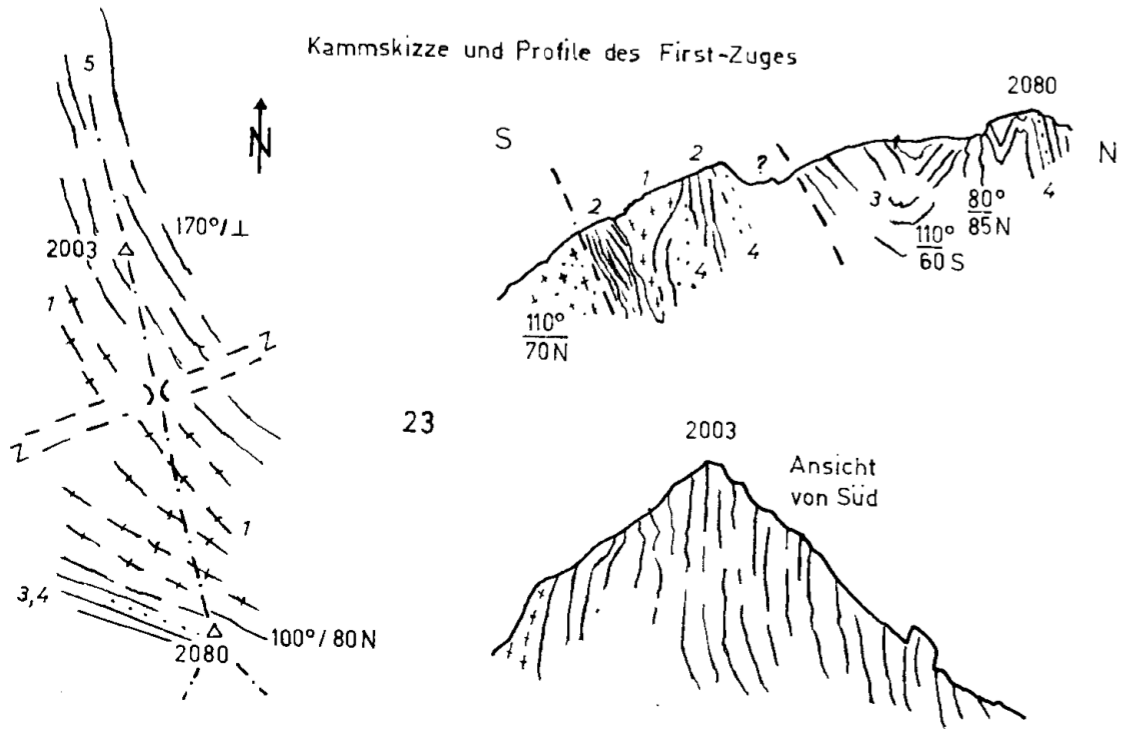 Kammskizze und Profile des First-Zuges
5
N
170°/⊥
2003
1
Z
Z
1
3,4
100°/80N
2080
23
S
2080
N
2
1
2
?
3
4
4
4
80°
85N
110°
60 S
110°
70N
2003
Ansicht
von Süd